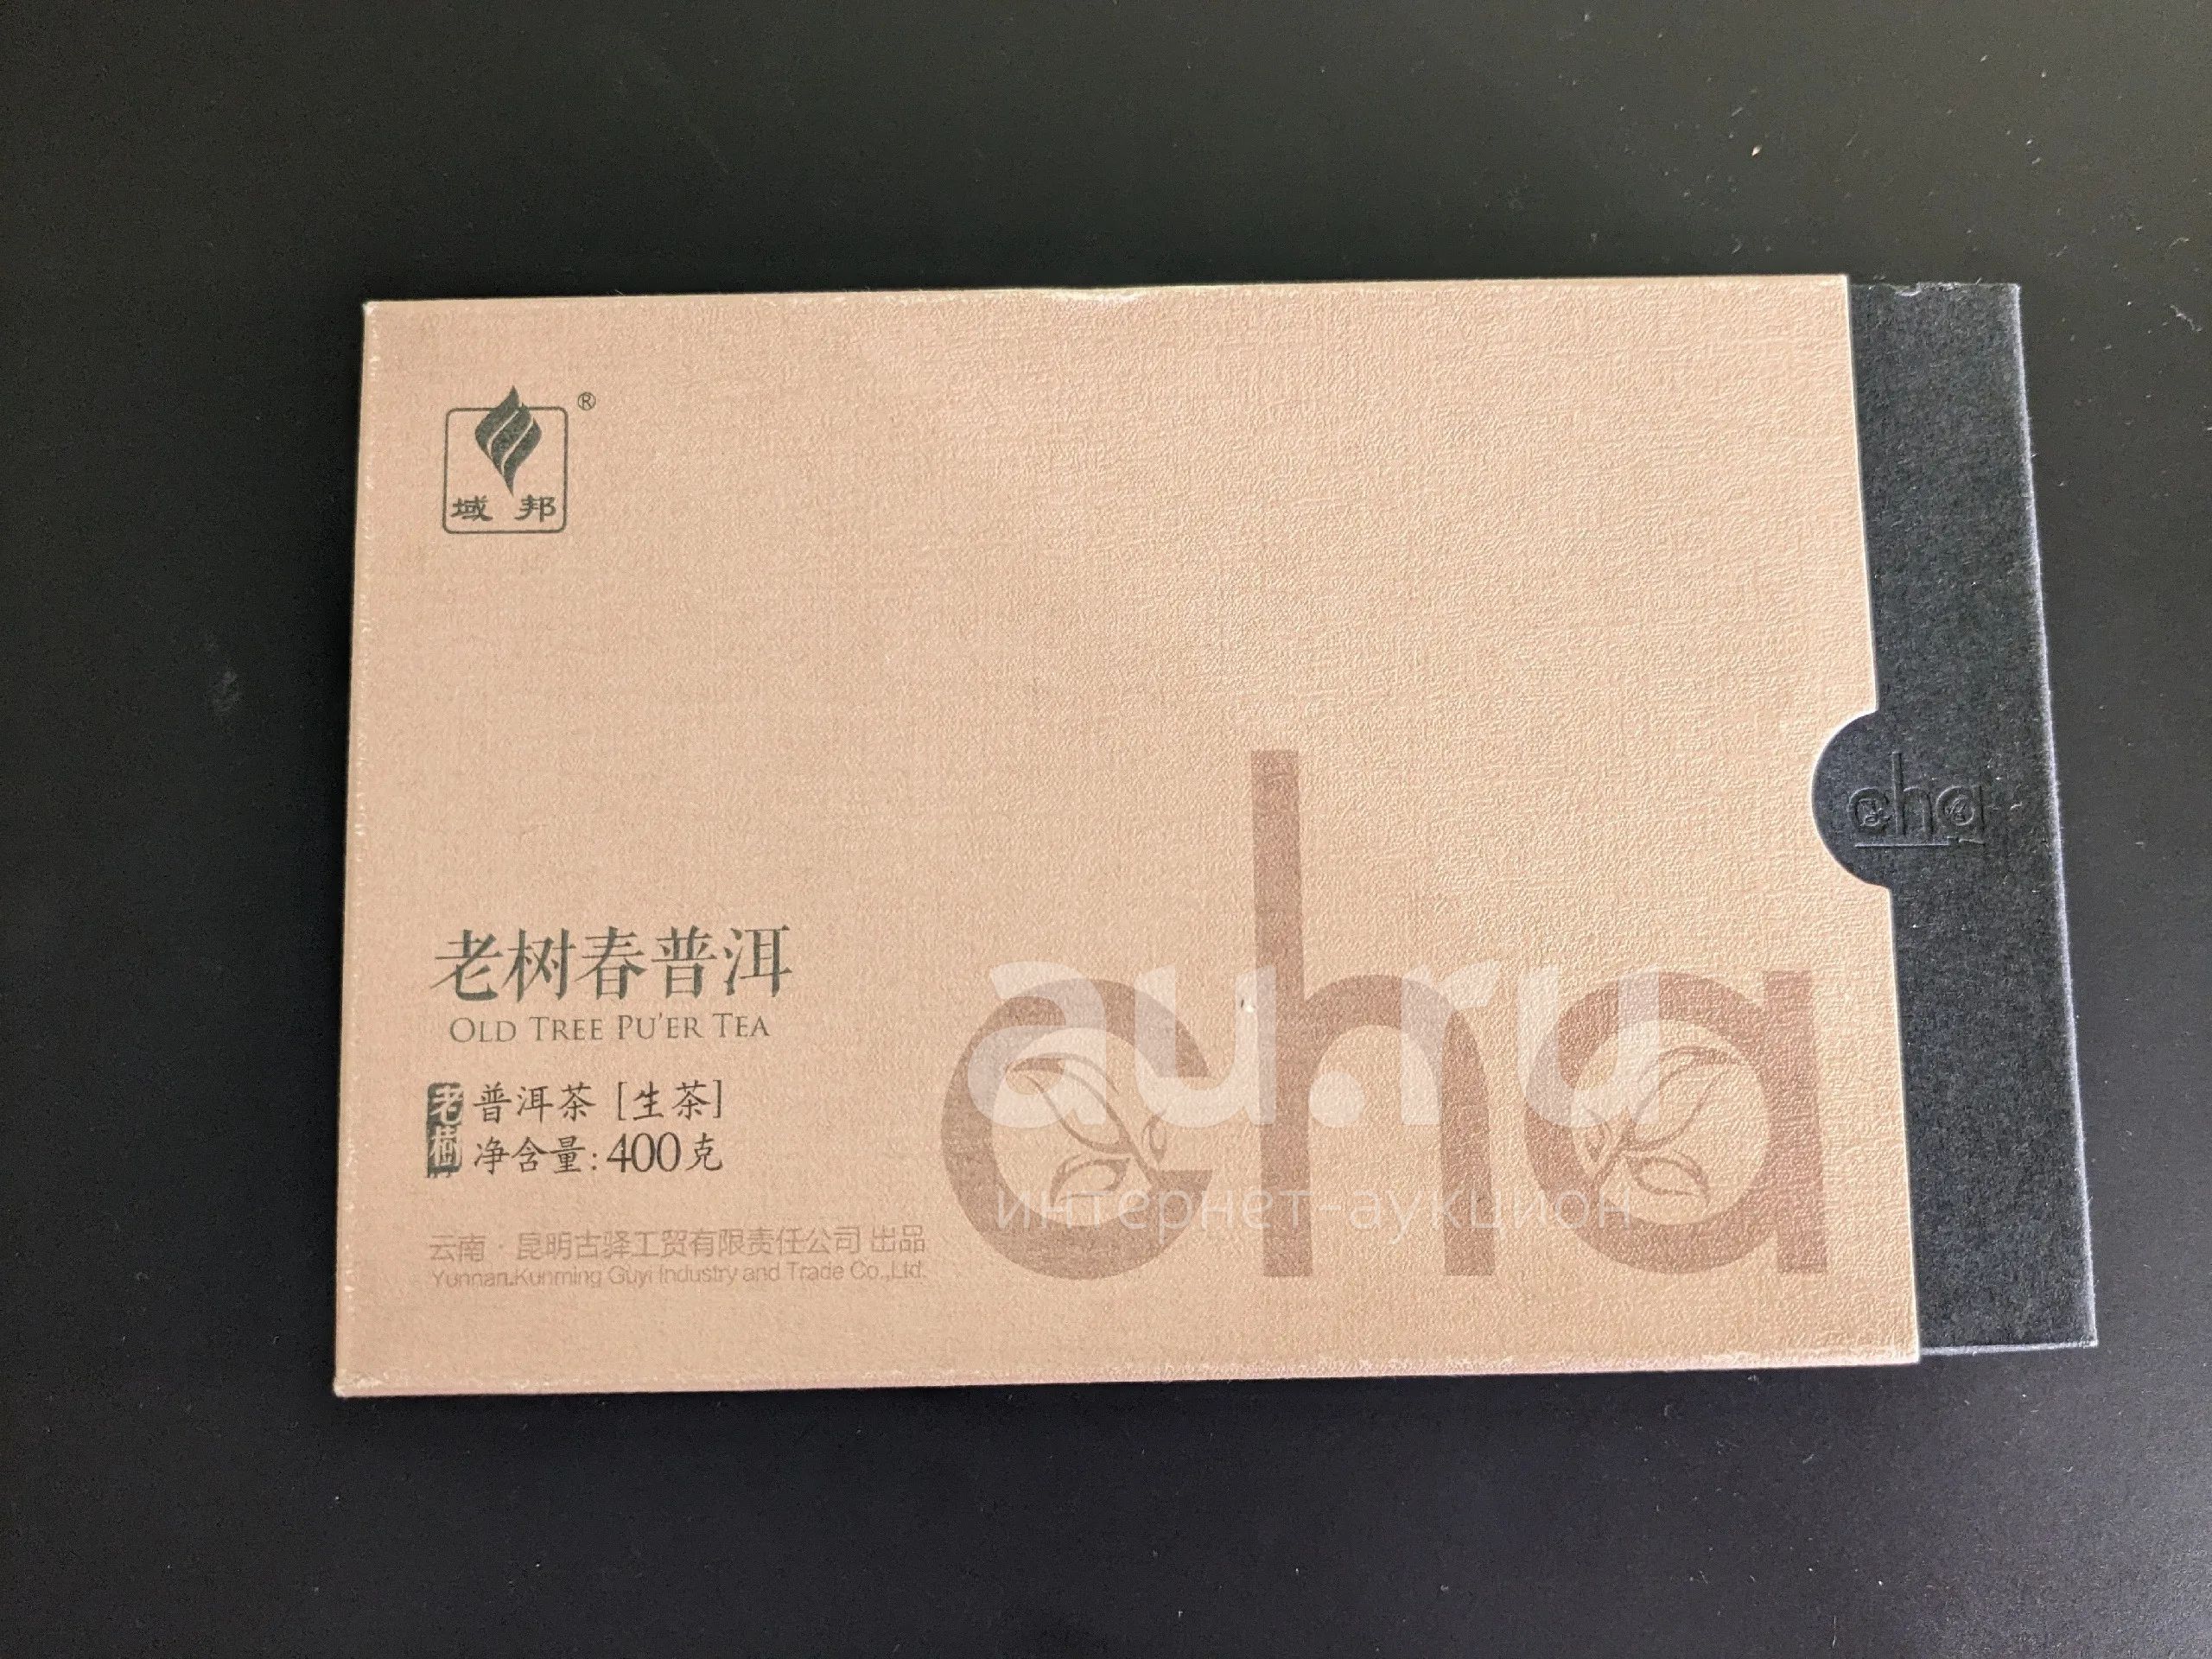 ®
域 邦
cha
老树春普洱
OLD TREE PU'ER TEA
老樹
普洱茶 [生茶]
净含量: 400克
云南·昆明古驿工贸有限责任公司 出品
Yunnan.Kunming Guyi Industry and Trade Co.,Ltd.
cha
au.ru
интернет-аукцион